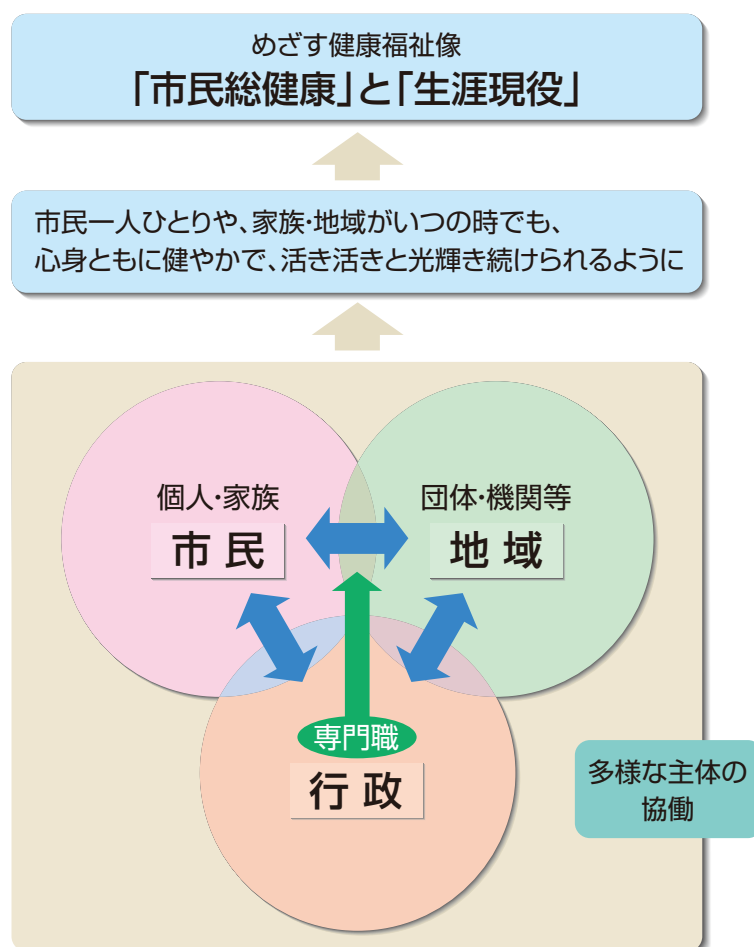 めざす健康福祉像
「市民総健康」と「生涯現役」
市民一人ひとりや、家族・地域がいつの時でも、
心身ともに健やかで、活き活きと光輝き続けられるように
個人・家族
市民
団体・機関等
地域
専門職
行政
多様な主体の
協働